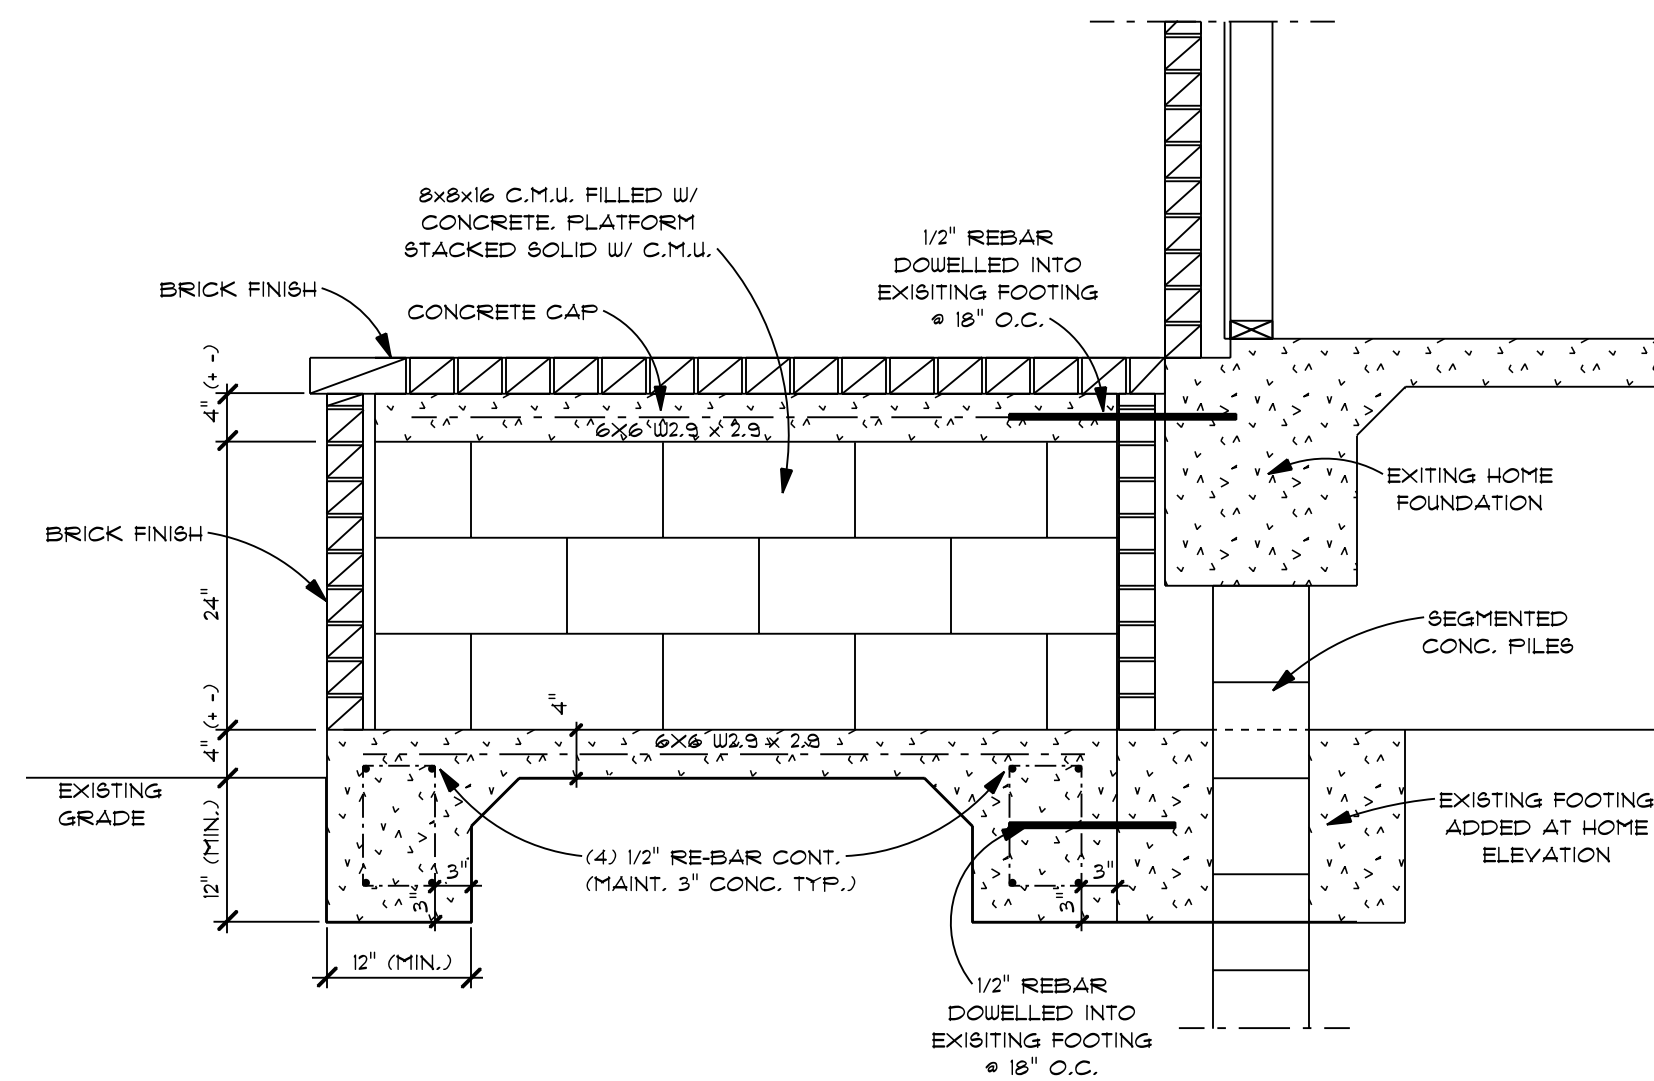 8x8x16 C.M.U. FILLED W/
CONCRETE. PLATFORM
STACKED SOLID W/ C.M.U.
1/2" REBAR
DOWELLED INTO
EXISITING FOOTING
@ 18" O.C.
BRICK FINISH
CONCRETE CAP
4" (+ -)
6X6 W2.9 x 2.9
EXITING HOME
FOUNDATION
BRICK FINISH
24"
SEGMENTED
CONC. PILES
4"
4" (+ -)
6X6 W2.9 x 2.9
EXISTING
GRADE
12" (MIN.)
EXISTING FOOTING
ADDED AT HOME
ELEVATION
(4) 1/2" RE-BAR CONT.
(MAINT. 3" CONC. TYP.)
3"
3"
3"
3"
12" (MIN.)
1/2" REBAR
DOWELLED INTO
EXISITING FOOTING
@ 18" O.C.